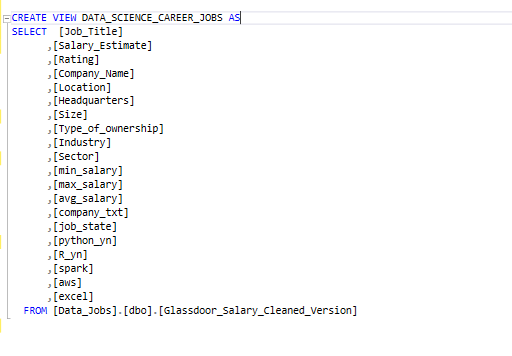 CREATE VIEW DATA_SCIENCE_CAREER_JOBS AS
SELECT [Job_Title]
,[Salary_Estimate]
,[Rating]
,[Company_Name]
,[Location]
,[Headquarters]
,[Size]
,[Type_of_ownership]
,[Industry]
,[Sector]
,[min_salary]
,[max_salary]
,[avg_salary]
,[company_txt]
,[job_state]
,[python_yn]
,[R_yn]
,[spark]
,[aws]
,[excel]
FROM [Data_Jobs].[dbo].[Glassdoor_Salary_Cleaned_Version]